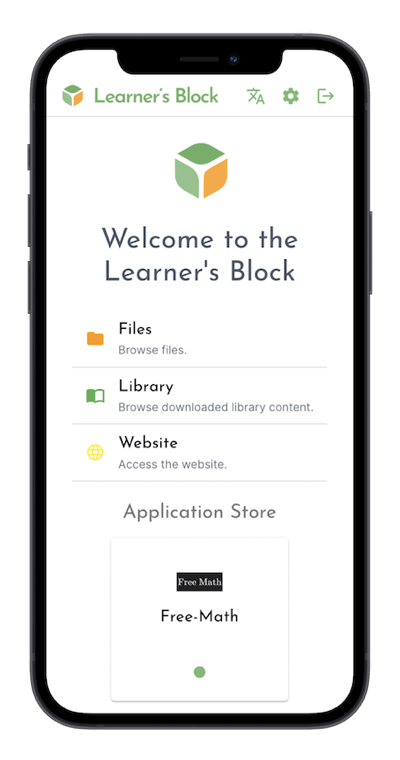 Learner's Block
Welcome to the
Learner's Block
Files
Browse files.
Library
Browse downloaded library content.
Website
Access the website.
Application Store
Free Math
Free-Math